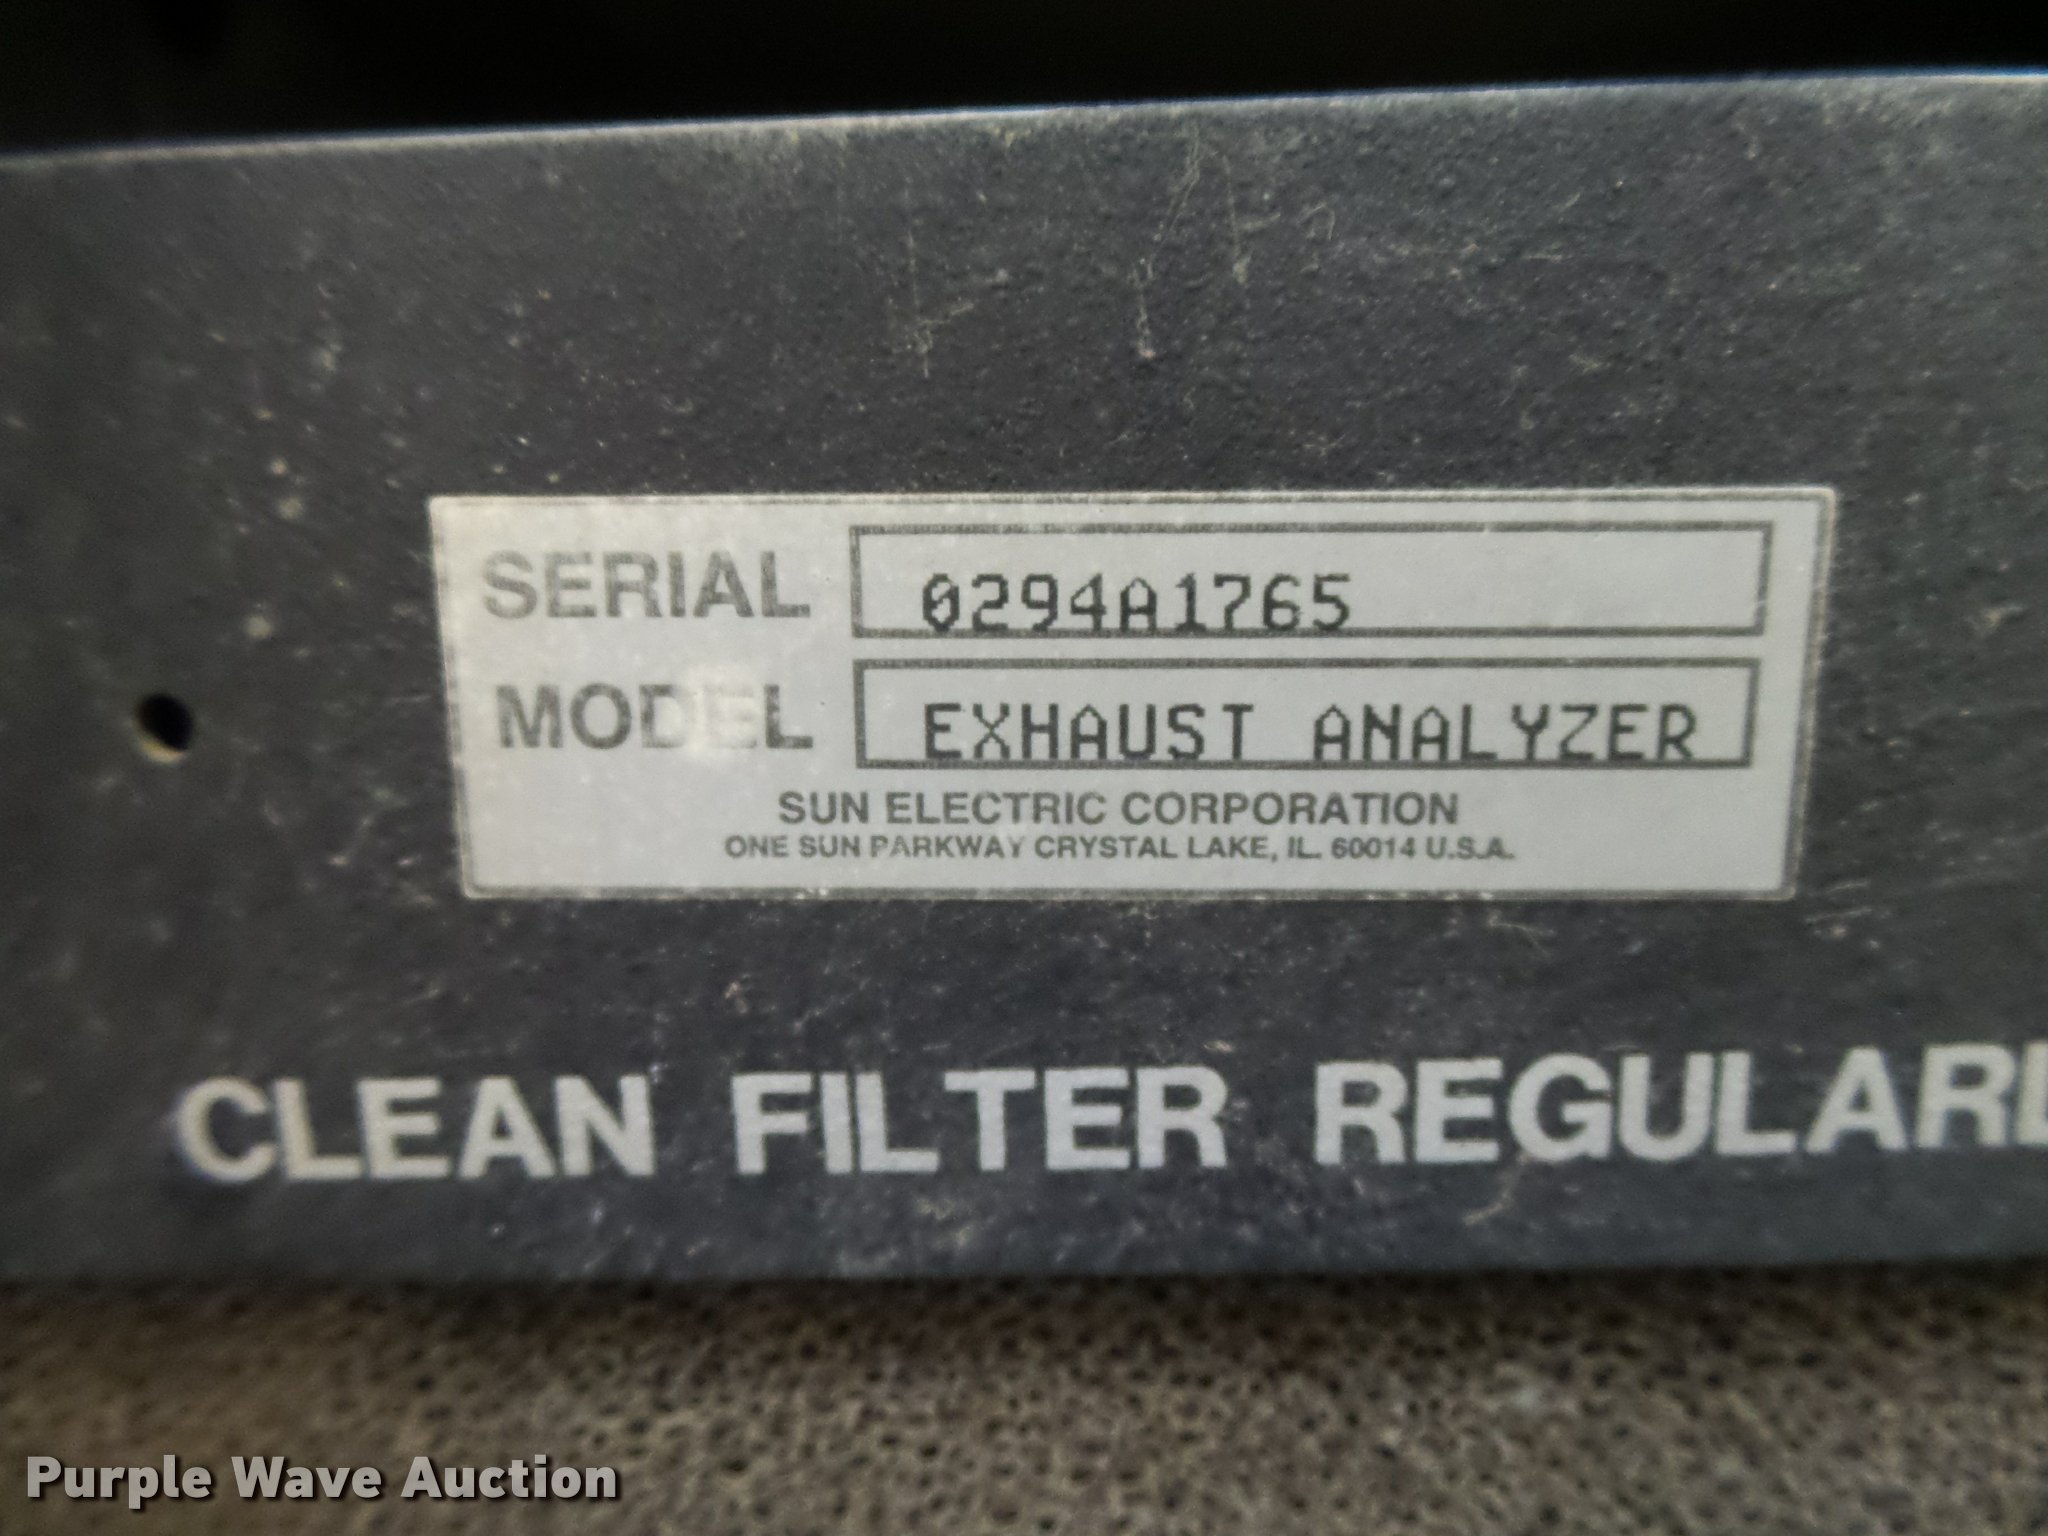 SERIAL 0294A1765
MODEL EXHAUST ANALYZER
SUN ELECTRIC CORPORATION
ONE SUN PARKWAY CRYSTAL LAKE, IL. 60014 U.S.A.
CLEAN FILTER REGULARL
Purple Wave Auction